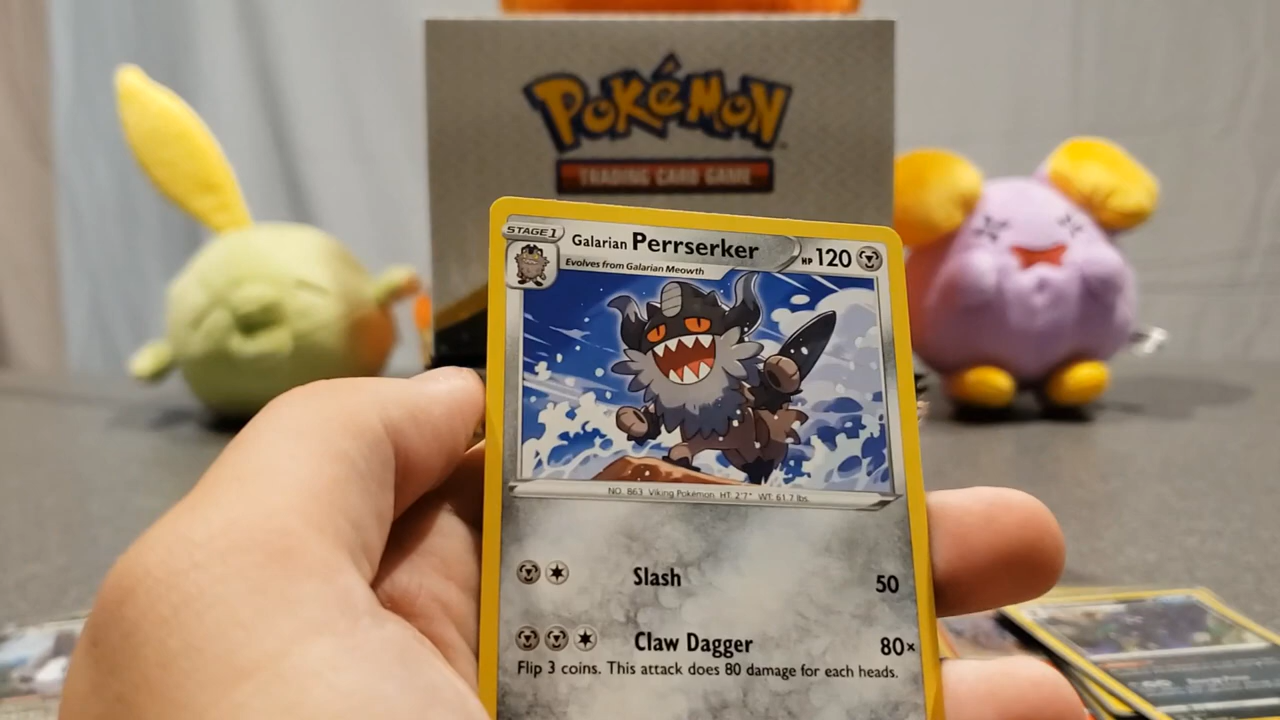 Pokémon
TRADING CARD GAME
STAGE 1
Galarian Perrserker
HP 120
Evolves from Galarian Meowth
NO. 863 Viking Pokémon HT: 2'7" WT: 61.7 lbs.
Slash 50
Claw Dagger 80×
Flip 3 coins. This attack does 80 damage for each heads.